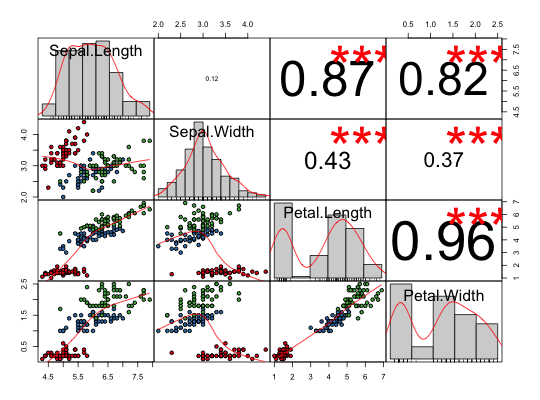 2.0 3.0 4.0 0.5 1.0 1.5 2.0 2.5
Sepal.Length 0.12 0.87 *** 0.82 *** 4.5 5.5 6.5 7.5
2.0 3.0 4.0 Sepal.Width 0.43 *** 0.37 ***
Petal.Length 0.96 *** 1 2 3 4 5 6 7
0.5 1.5 2.5 Petal.Width
4.5 5.5 6.5 7.5 1 2 3 4 5 6 7